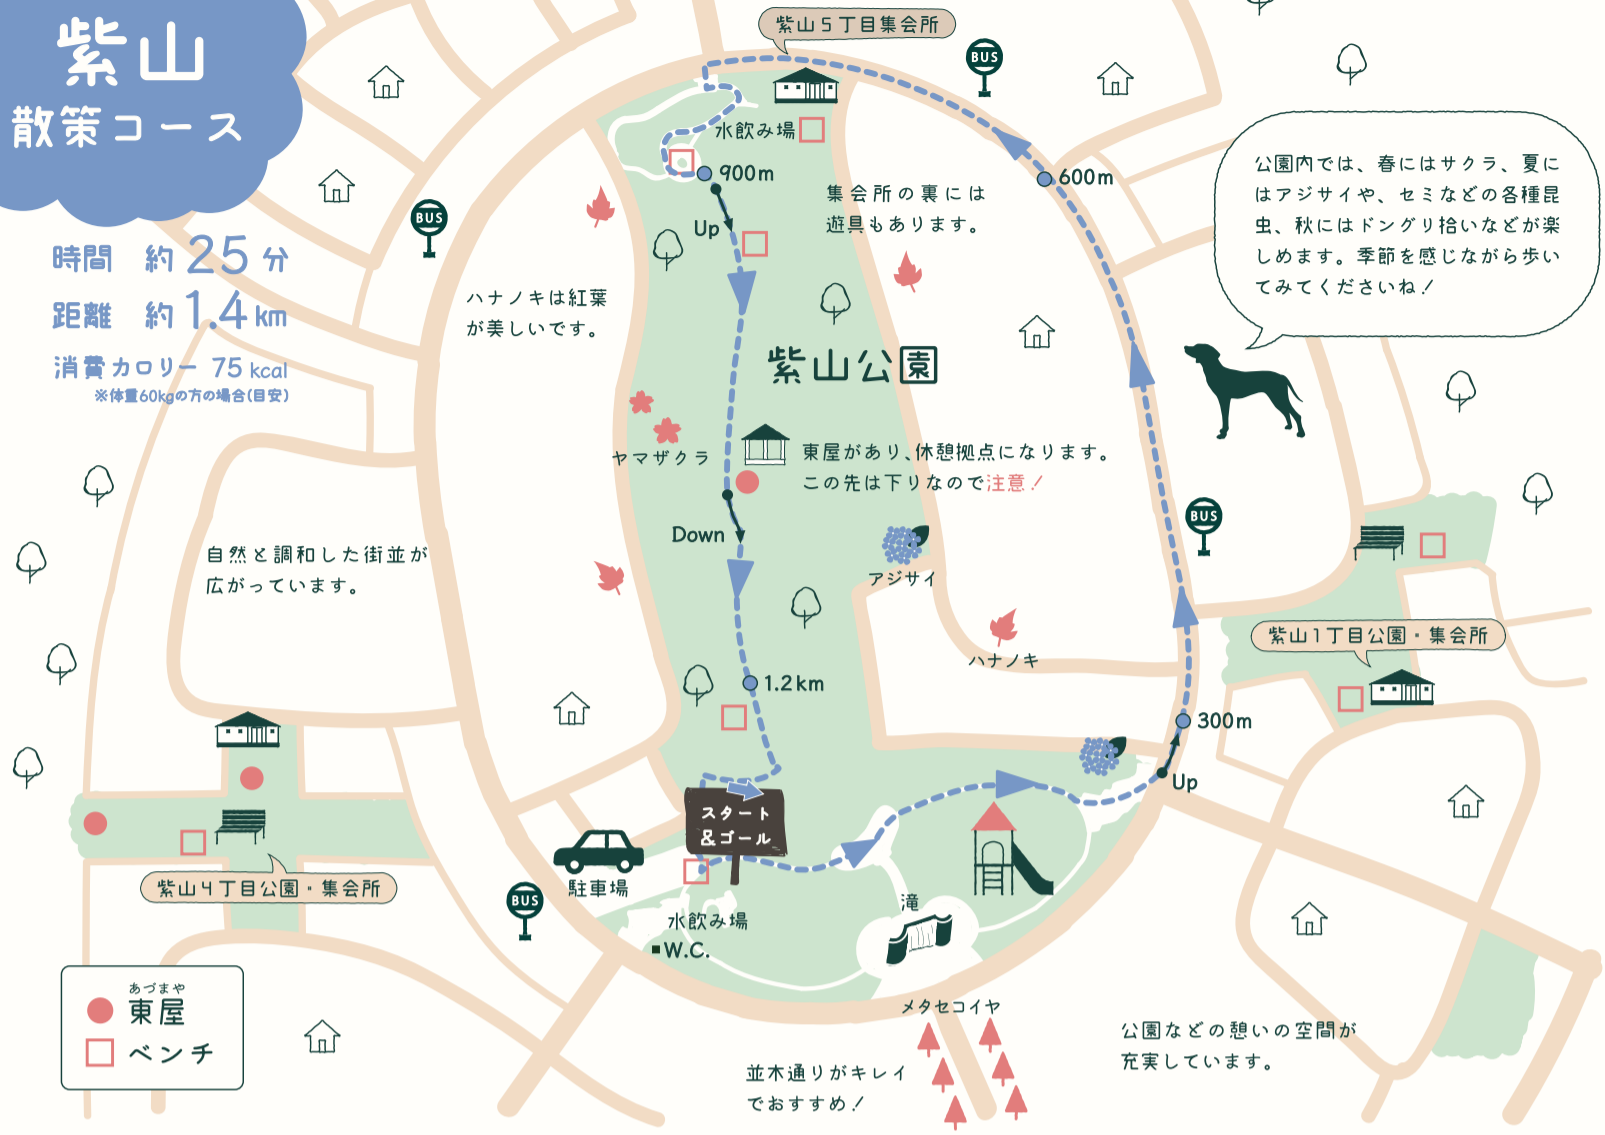 紫山
散策コース
時間 約25分
距離 約1.4km
消費カロリー 75kcal
※体重60kgの方の場合(目安)
紫山5丁目集会所
BUS
BUS
水飲み場
900m
Up
集会所の裏には
遊具もあります。
600m
公園内では、春にはサクラ、夏に
はアジサイや、セミなどの各種昆
虫、秋にはドングリ拾いなどが楽
しめます。季節を感じながら歩い
てみてくださいね！
ハナノキは紅葉
が美しいです。
紫山公園
ヤマザクラ
東屋があり、休憩拠点になります。
この先は下りなので注意！
Down
BUS
アジサイ
自然と調和した街並が
広がっています。
ハナノキ
紫山1丁目公園・集会所
1.2km
300m
Up
スタート
&ゴール
駐車場
紫山4丁目公園・集会所
BUS
水飲み場
W.C.
滝
あづまや
東屋
ベンチ
メタセコイヤ
並木通りがキレイ
でおすすめ！
公園などの憩いの空間が
充実しています。